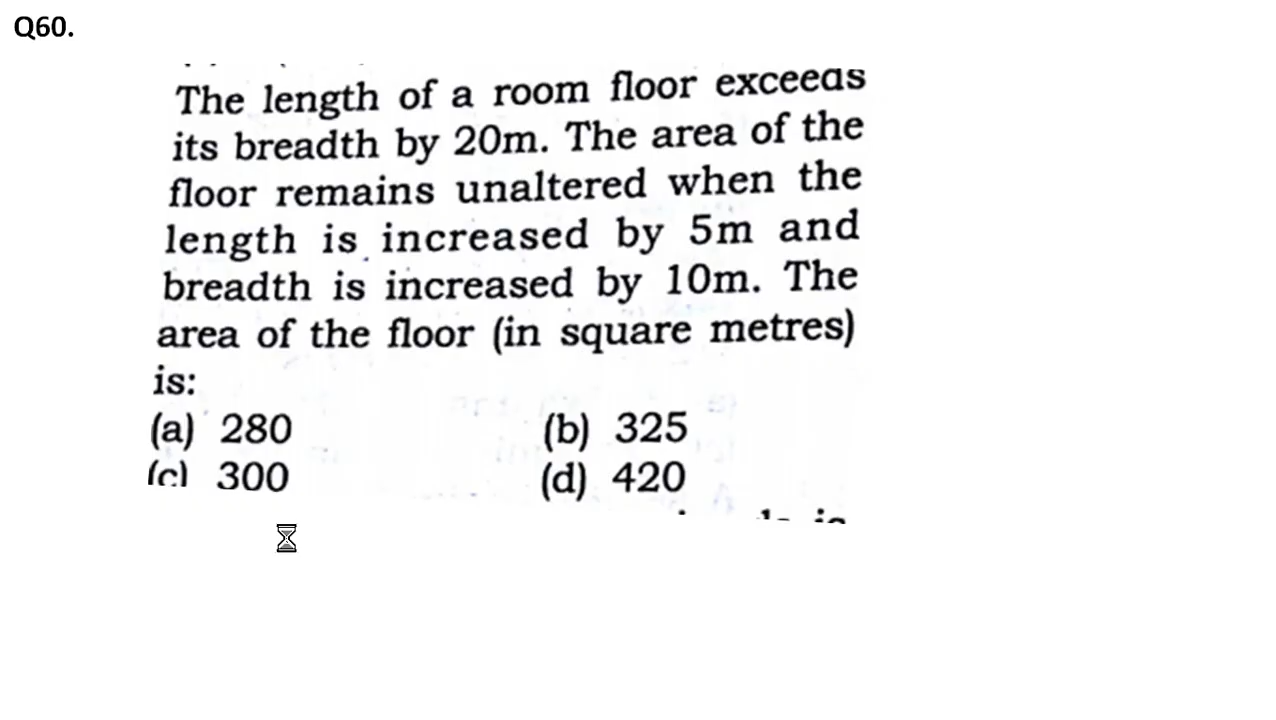 Q60.
The length of a room floor exceeds
its breadth by 20m. The area of the
floor remains unaltered when the
length is increased by 5m and
breadth is increased by 10m. The
area of the floor (in square metres)
is:
(a) 280 (b) 325
(c) 300 (d) 420